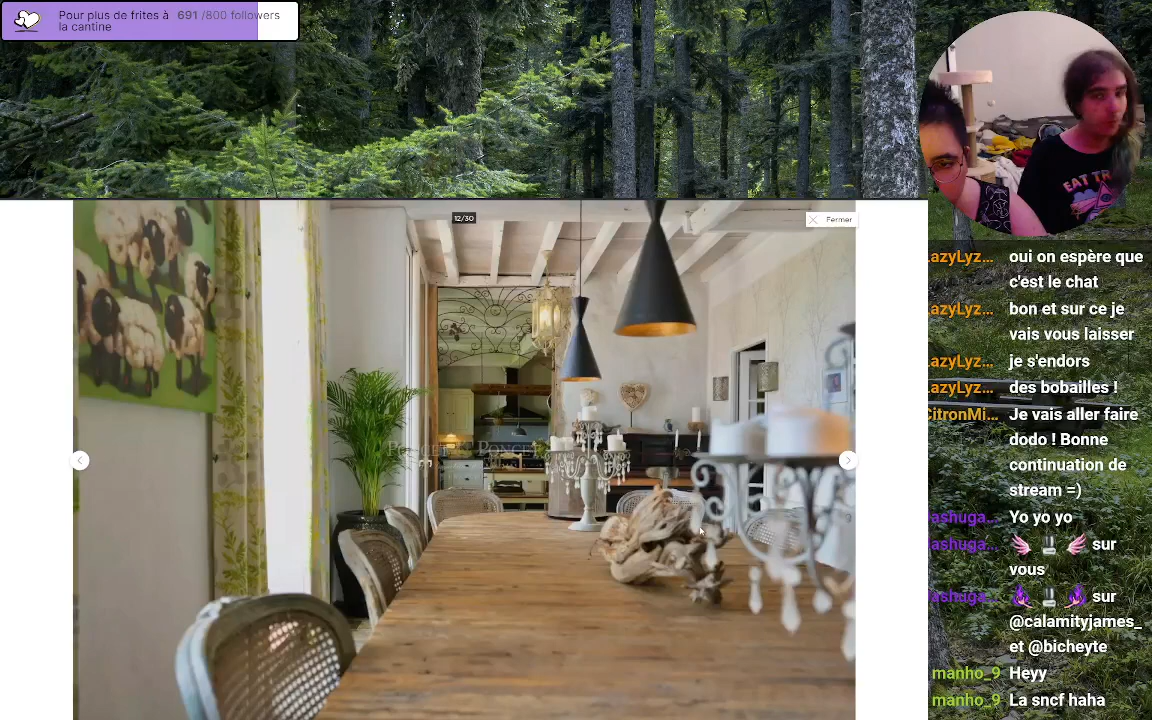 Pour plus de frites à 691 /800 followers
la cantine
12/30
Fermer
EAT TR
oui on espère que
c'est le chat
bon et sur ce je
vais vous laisser
je s'endors
des bobailles !
Je vais aller faire
dodo ! Bonne
continuation de
stream =)
Yo yo yo
sur
vous
sur
@calamityjames_
et @bicheyte
manho_9 Heyy
manho_9 La sncf haha